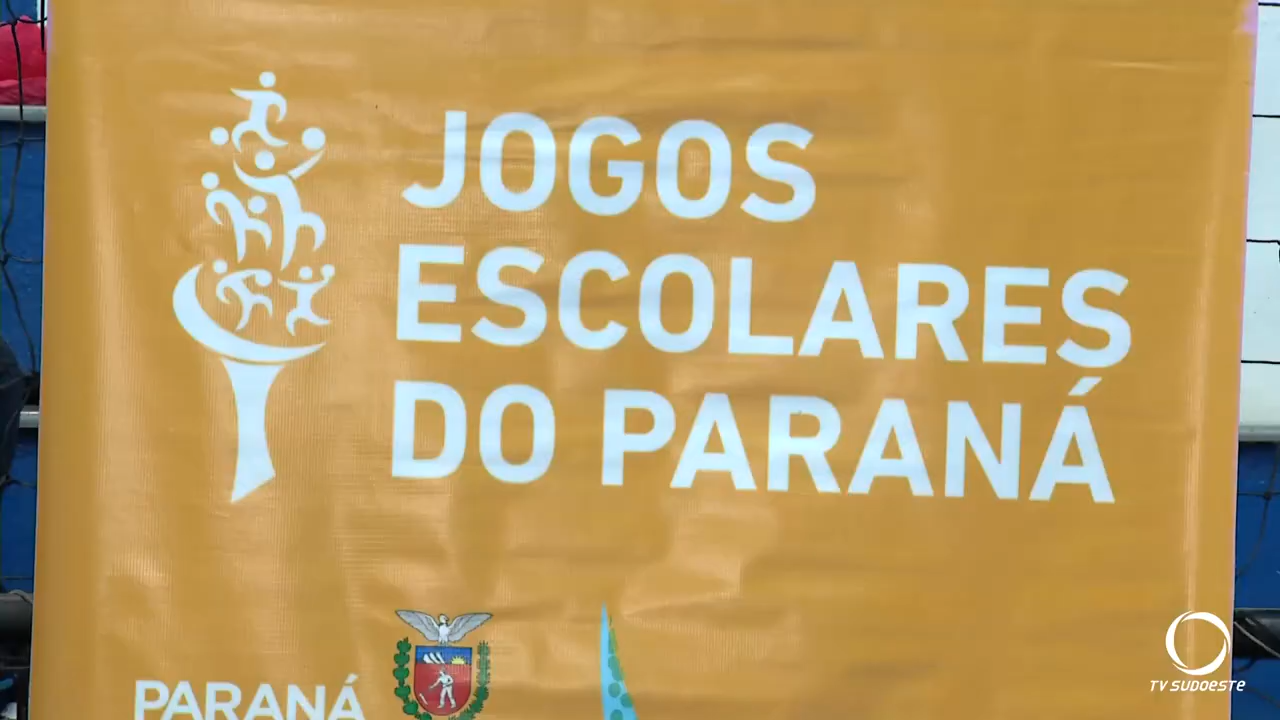 JOGOS
ESCOLARES
DO PARANÁ
PARANÁ
TV SUDOESTE